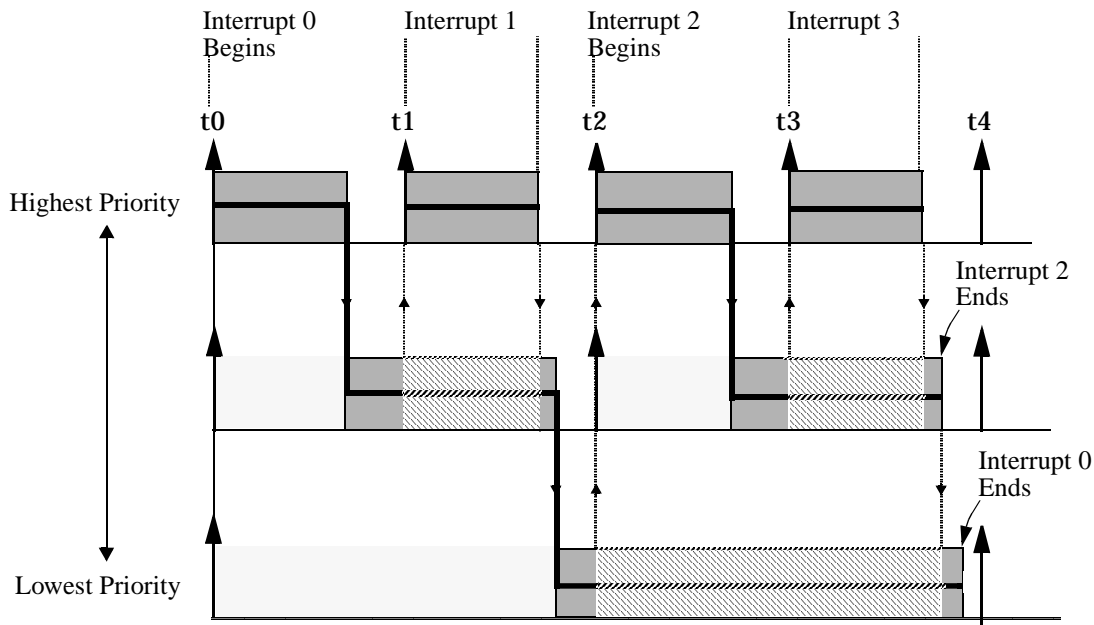 Interrupt 0
Begins
Interrupt 1
Interrupt 2
Begins
Interrupt 3
t0
t1
t2
t3
t4
Highest Priority
Interrupt 2
Ends
Interrupt 0
Ends
Lowest Priority